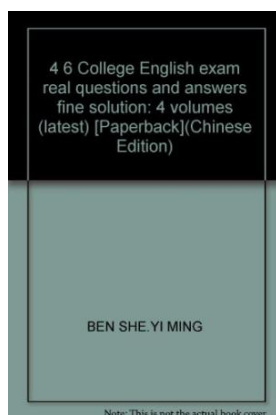 4 6 College English exam
real questions and answers
fine solution: 4 volumes
(latest) [Paperback](Chinese
Edition)
BEN SHE.YI MING
Note: This is not the actual book cover